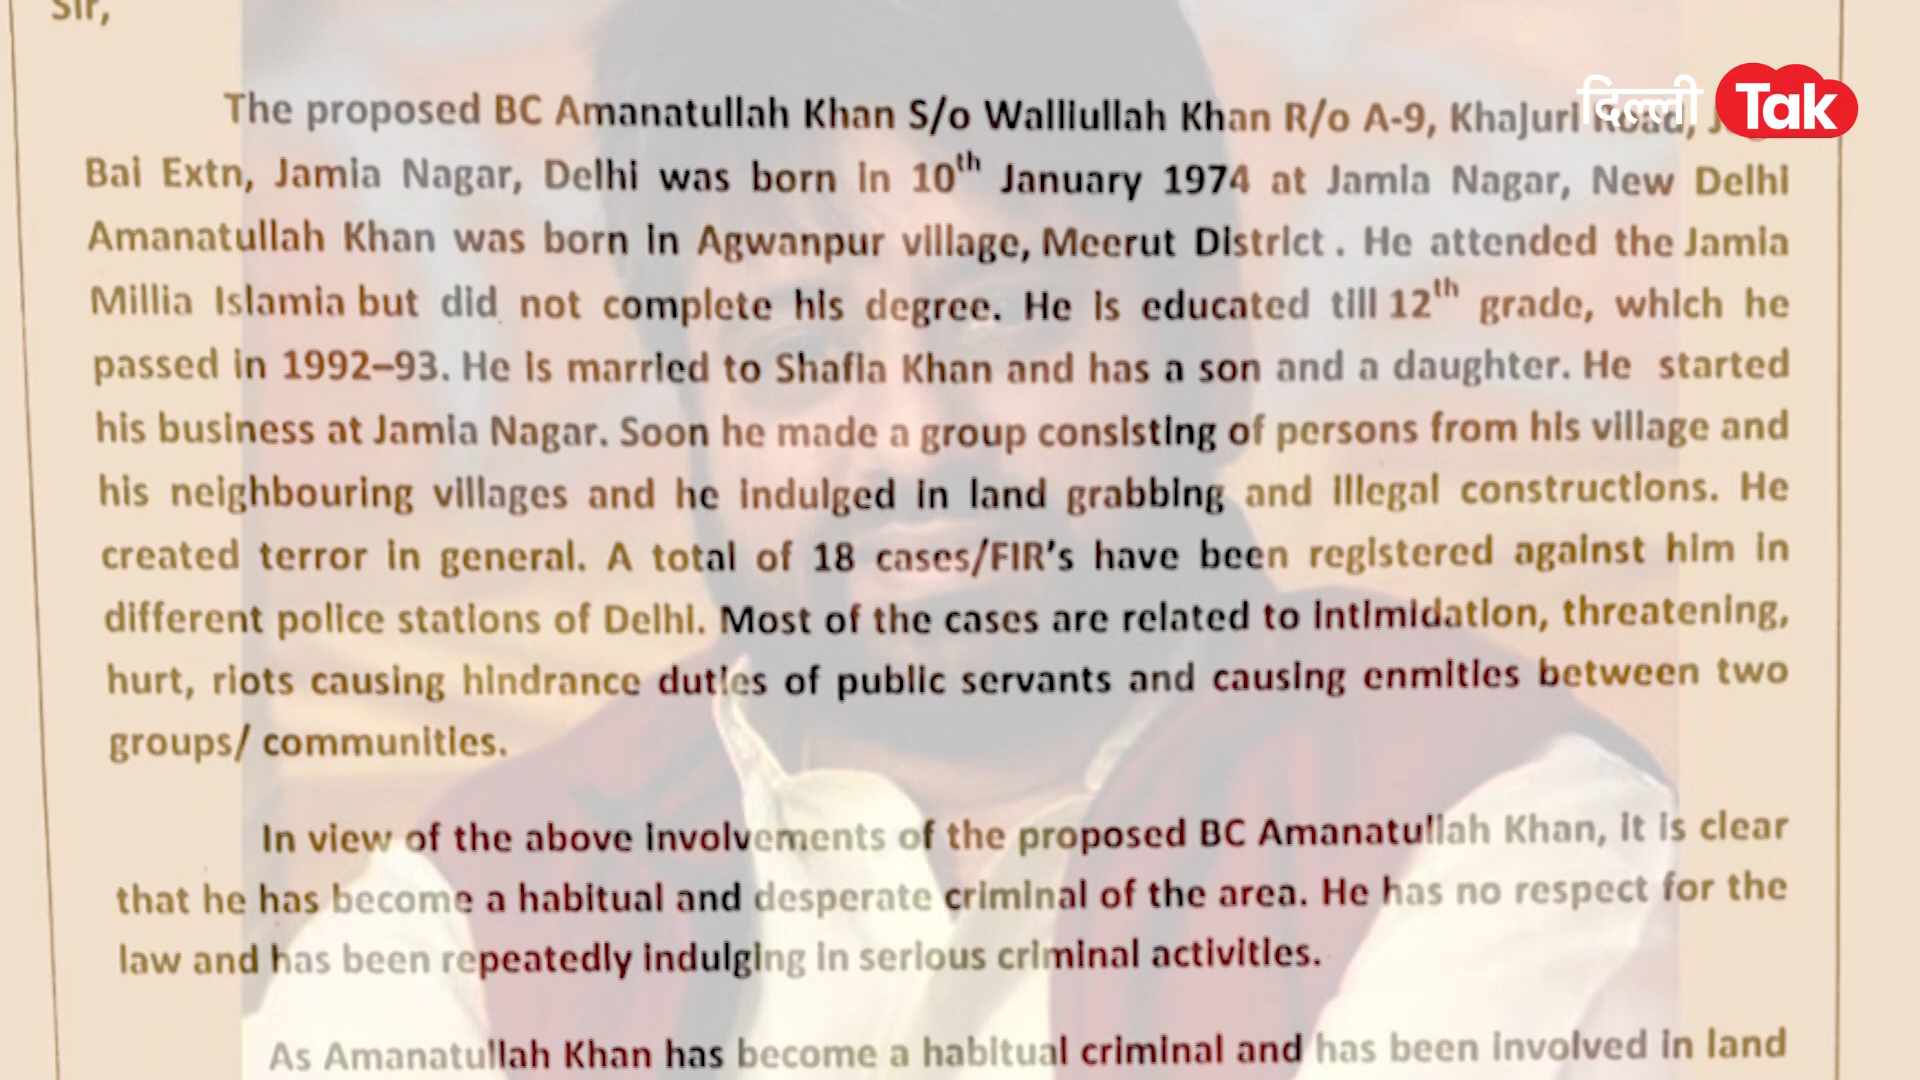 Sir,
The proposed BC Amanatullah Khan S/o Walliullah Khan R/o A-9, Khajuri Road,
Bai Extn, Jamia Nagar, Delhi was born in 10th January 1974 at Jamia Nagar, New Delhi
Amanatullah Khan was born in Agwanpur village, Meerut District . He attended the Jamia
Millia Islamia but did not complete his degree. He is educated till 12th grade, which he
passed in 1992–93. He is married to Shafia Khan and has a son and a daughter. He started
his business at Jamia Nagar. Soon he made a group consisting of persons from his village and
his neighbouring villages and he indulged in land grabbing and illegal constructions. He
created terror in general. A total of 18 cases/FIR's have been registered against him in
different police stations of Delhi. Most of the cases are related to intimidation, threatening,
hurt, riots causing hindrance duties of public servants and causing enmities between two
groups/ communities.
In view of the above involvements of the proposed BC Amanatullah Khan, it is clear
that he has become a habitual and desperate criminal of the area. He has no respect for the
law and has been repeatedly indulging in serious criminal activities.
As Amanatullah Khan has become a habitual criminal and has been involved in land
दिल्ली Tak